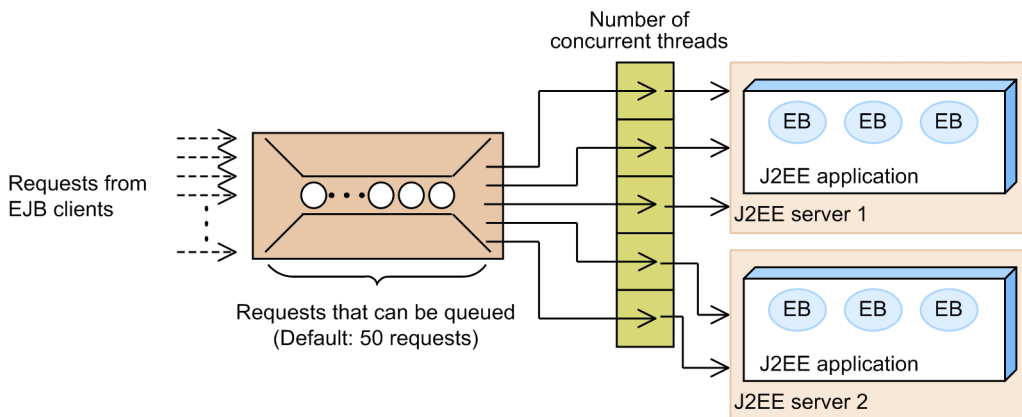 Number of
concurrent threads
Requests from
EJB clients
Requests that can be queued
(Default: 50 requests)
EB EB EB
J2EE application
J2EE server 1
EB EB EB
J2EE application
J2EE server 2